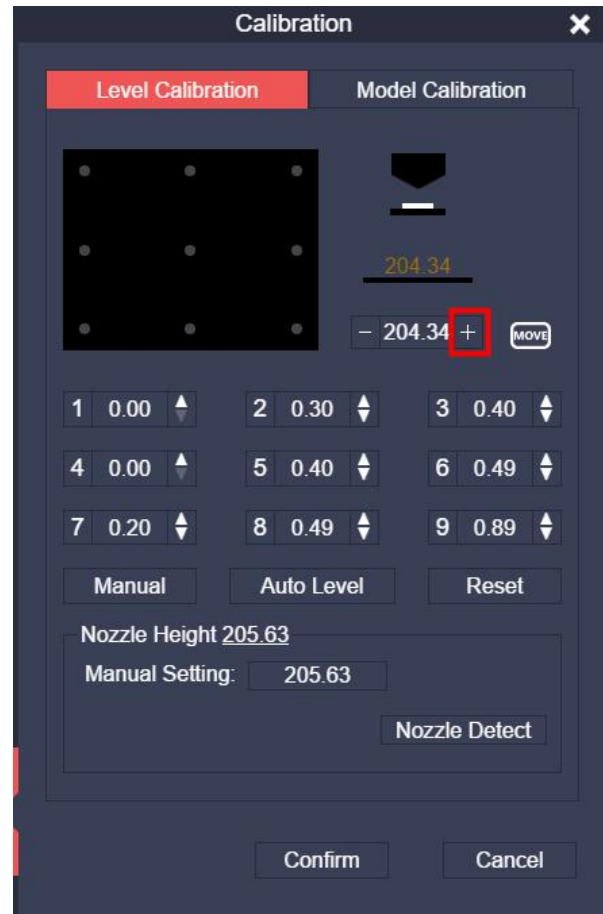 Calibration ×
Level Calibration Model Calibration
204.34
− 204.34 + MOVE
1 0.00 2 0.30 3 0.40
4 0.00 5 0.40 6 0.49
7 0.20 8 0.49 9 0.89
Manual Auto Level Reset
Nozzle Height 205.63
Manual Setting: 205.63
Nozzle Detect
Confirm Cancel